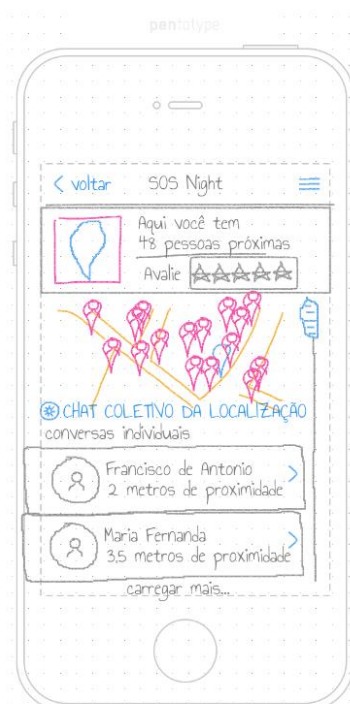 pentotype
< voltar SOS Night
Aqui você tem
48 pessoas próximas
Avalie
CHAT COLETIVO DA LOCALIZAÇÃO
conversas individuais
Francisco de Antonio
2 metros de proximidade
Maria Fernanda
3,5 metros de proximidade
carregar mais...